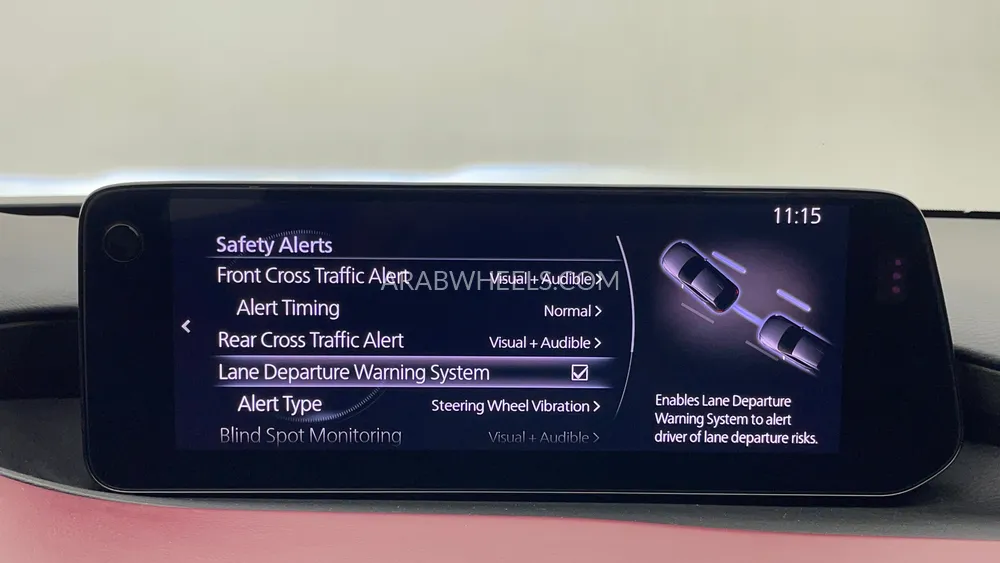 11:15
Safety Alerts
Front Cross Traffic Alert Visual + Audible >
Alert Timing Normal >
Rear Cross Traffic Alert Visual + Audible >
Lane Departure Warning System
Alert Type Steering Wheel Vibration >
Blind Spot Monitoring Visual + Audible >
Enables Lane Departure
Warning System to alert
driver of lane departure risks.
ARABWHEELS.COM